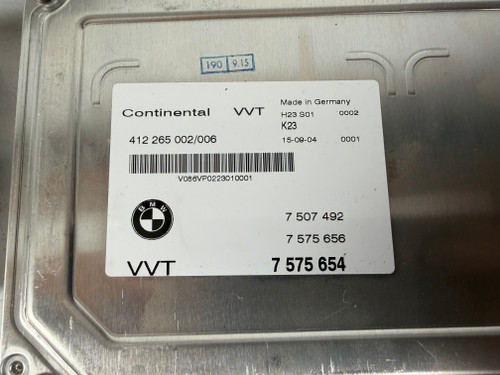 190 9.15
Continental VVT Made in Germany
H23 S01 0002
K23
412 265 002/006 15-09-04 0001
V086VP0223010001
BMW
7 507 492
7 575 656
VVT 7 575 654